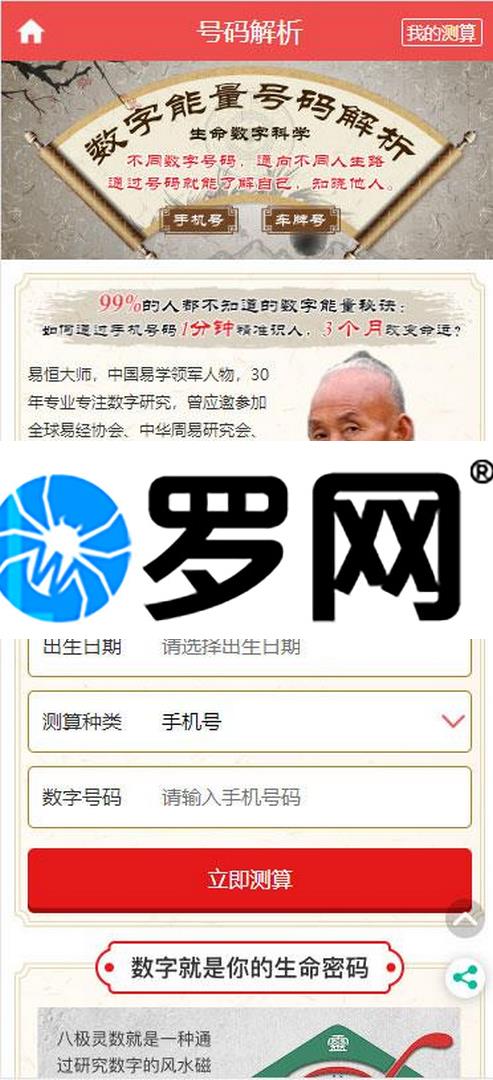 号码解析
我的测算
数字能量号码解析
生命数字科学
不同数字号码，通向不同人生路
通过号码就能了解自己，知晓他人。
手机号
车牌号
99%的人都不知道的数字能量秘诀：
如何通过手机号码1分钟精准识人，3个月改变命运？
易恒大师，中国易学领军人物，30
年专业专注数字研究，曾应邀参加
全球易经协会、中华周易研究会、
罗网®
出生日期 请选择出生日期
测算种类 手机号
数字号码 请输入手机号码
立即测算
数字就是你的生命密码
八极灵数就是一种通
过研究数字的风水磁
靈